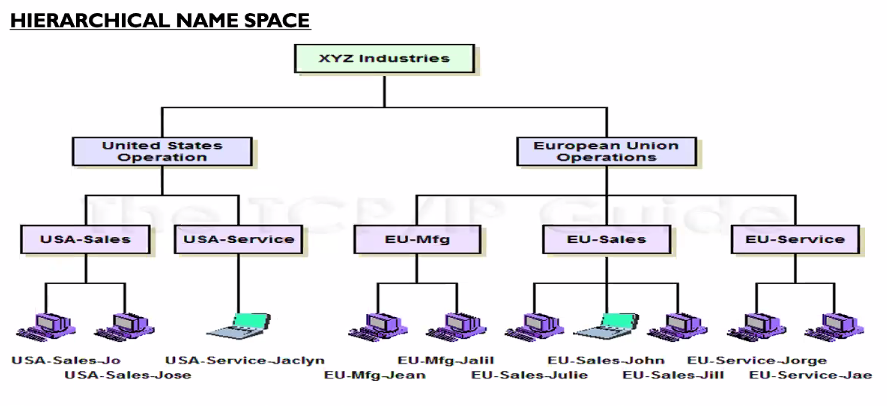 HIERARCHICAL NAME SPACE
XYZ Industries
United States
Operation
European Union
Operations
The TCP/IP Guide
USA-Sales
USA-Service
EU-Mfg
EU-Sales
EU-Service
USA-Sales-Jo
USA-Service-Jaclyn
EU-Mfg-Jalil
EU-Sales-John
EU-Service-Jorge
USA-Sales-Jose
EU-Mfg-Jean
EU-Sales-Julie
EU-Sales-Jill
EU-Service-Jae